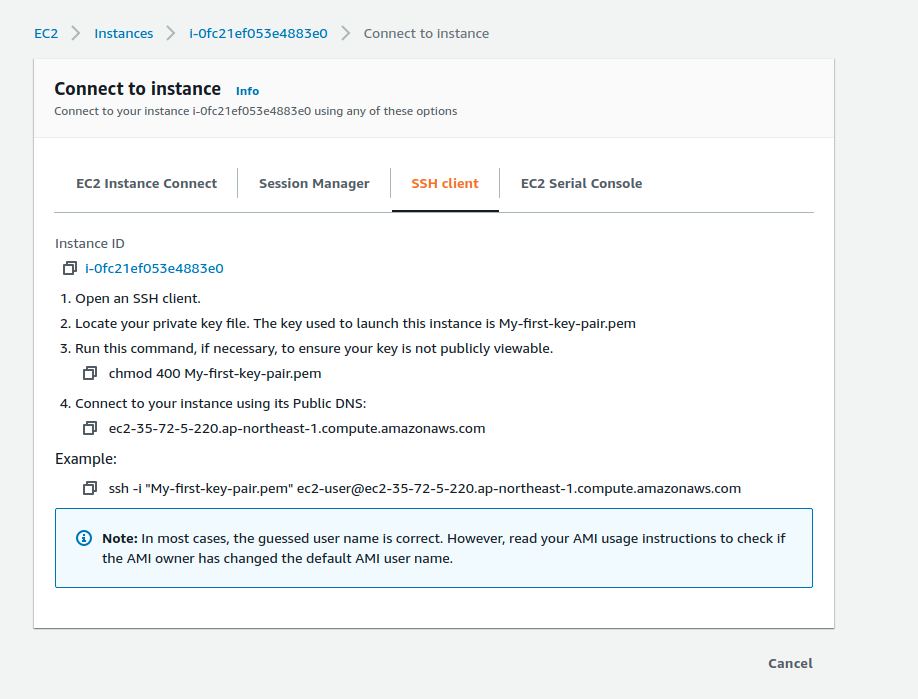 EC2 Instances i-0fc21ef053e4883e0 Connect to instance
Connect to instance Info
Connect to your instance i-0fc21ef053e4883e0 using any of these options
EC2 Instance Connect Session Manager SSH client EC2 Serial Console
Instance ID
i-0fc21ef053e4883e0
1. Open an SSH client.
2. Locate your private key file. The key used to launch this instance is My-first-key-pair.pem
3. Run this command, if necessary, to ensure your key is not publicly viewable.
chmod 400 My-first-key-pair.pem
4. Connect to your instance using its Public DNS:
ec2-35-72-5-220.ap-northeast-1.compute.amazonaws.com
Example:
ssh -i "My-first-key-pair.pem" ec2-user@ec2-35-72-5-220.ap-northeast-1.compute.amazonaws.com
Note: In most cases, the guessed user name is correct. However, read your AMI usage instructions to check if
the AMI owner has changed the default AMI user name.
Cancel